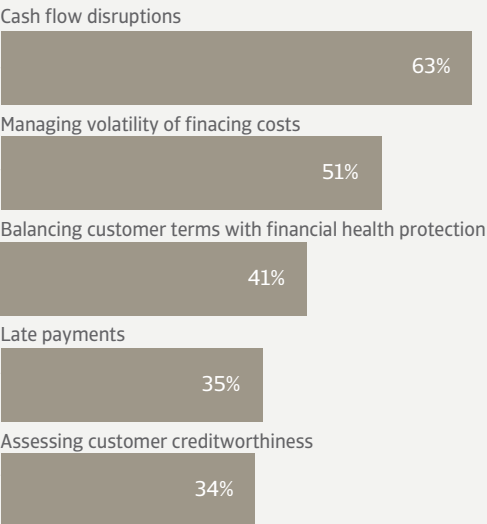 Cash flow disruptions
63%
Managing volatility of finacing costs
51%
Balancing customer terms with financial health protection
41%
Late payments
35%
Assessing customer creditworthiness
34%